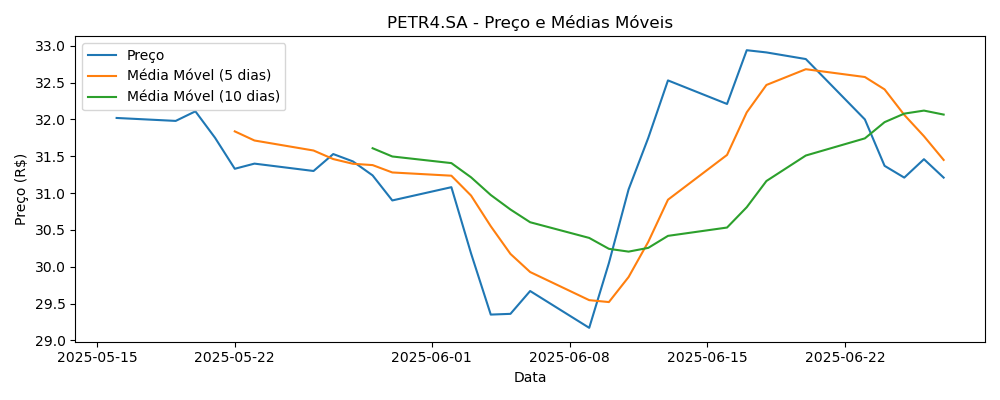 PETR4.SA - Preço e Médias Móveis
Preço
Média Móvel (5 dias)
Média Móvel (10 dias)
Preço (R$)
33.0
32.5
32.0
31.5
31.0
30.5
30.0
29.5
29.0
2025-05-15
2025-05-22
2025-06-01
2025-06-08
2025-06-15
2025-06-22
Data